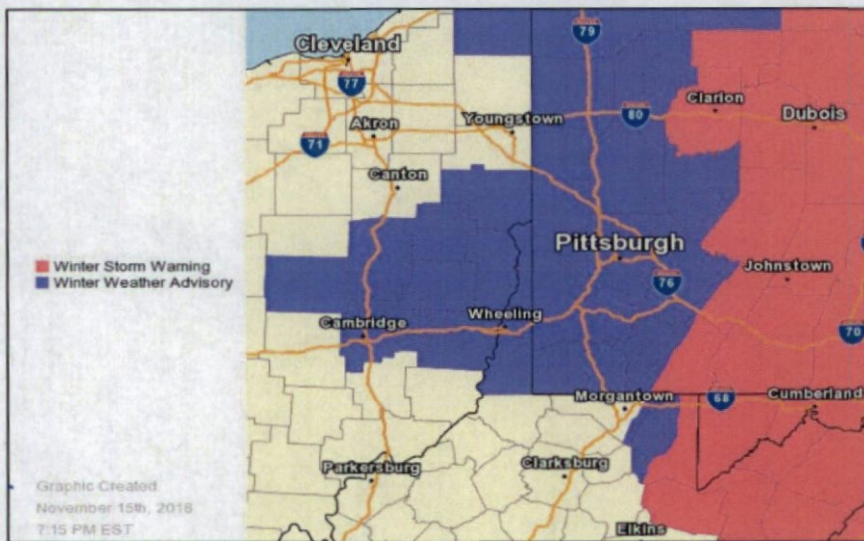 Cleveland
79
77
Clarion
Akron
Youngstown
80
Dubois
71
Canton
Pittsburgh
Winter Storm Warning
Winter Weather Advisory
Johnstown
76
Wheeling
Cambridge
70
Morgantown
68
Cumberland
Parkersburg
Clarksburg
Graphic Created
November 15th, 2018
7:15 PM EST
Elkins